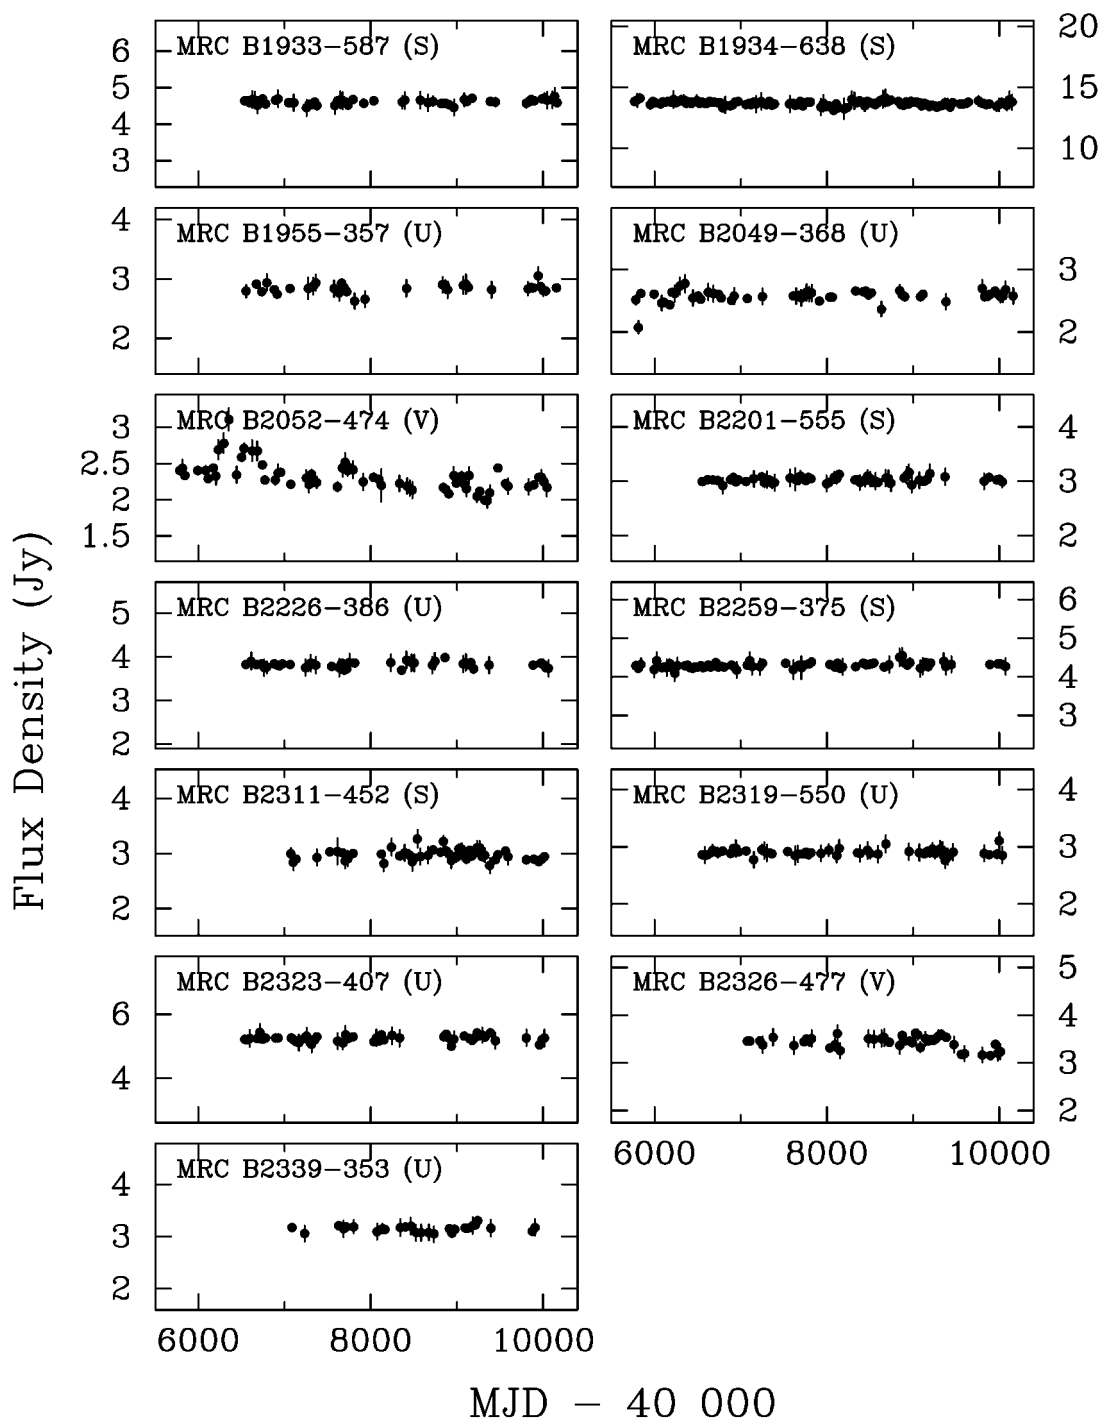 MRC B1933−587 (S)
6
5
4
3
MRC B1934−638 (S)
20
15
10
MRC B1955−357 (U)
4
3
2
MRC B2049−368 (U)
3
2
MRC B2052−474 (V)
3
2.5
2
1.5
MRC B2201−555 (S)
4
3
2
MRC B2226−386 (U)
5
4
3
2
MRC B2259−375 (S)
6
5
4
3
MRC B2311−452 (S)
4
3
2
MRC B2319−550 (U)
4
3
2
MRC B2323−407 (U)
6
4
MRC B2326−477 (V)
5
4
3
2
6000 8000 10000
MRC B2339−353 (U)
4
3
2
6000 8000 10000
Flux Density (Jy)
MJD − 40 000